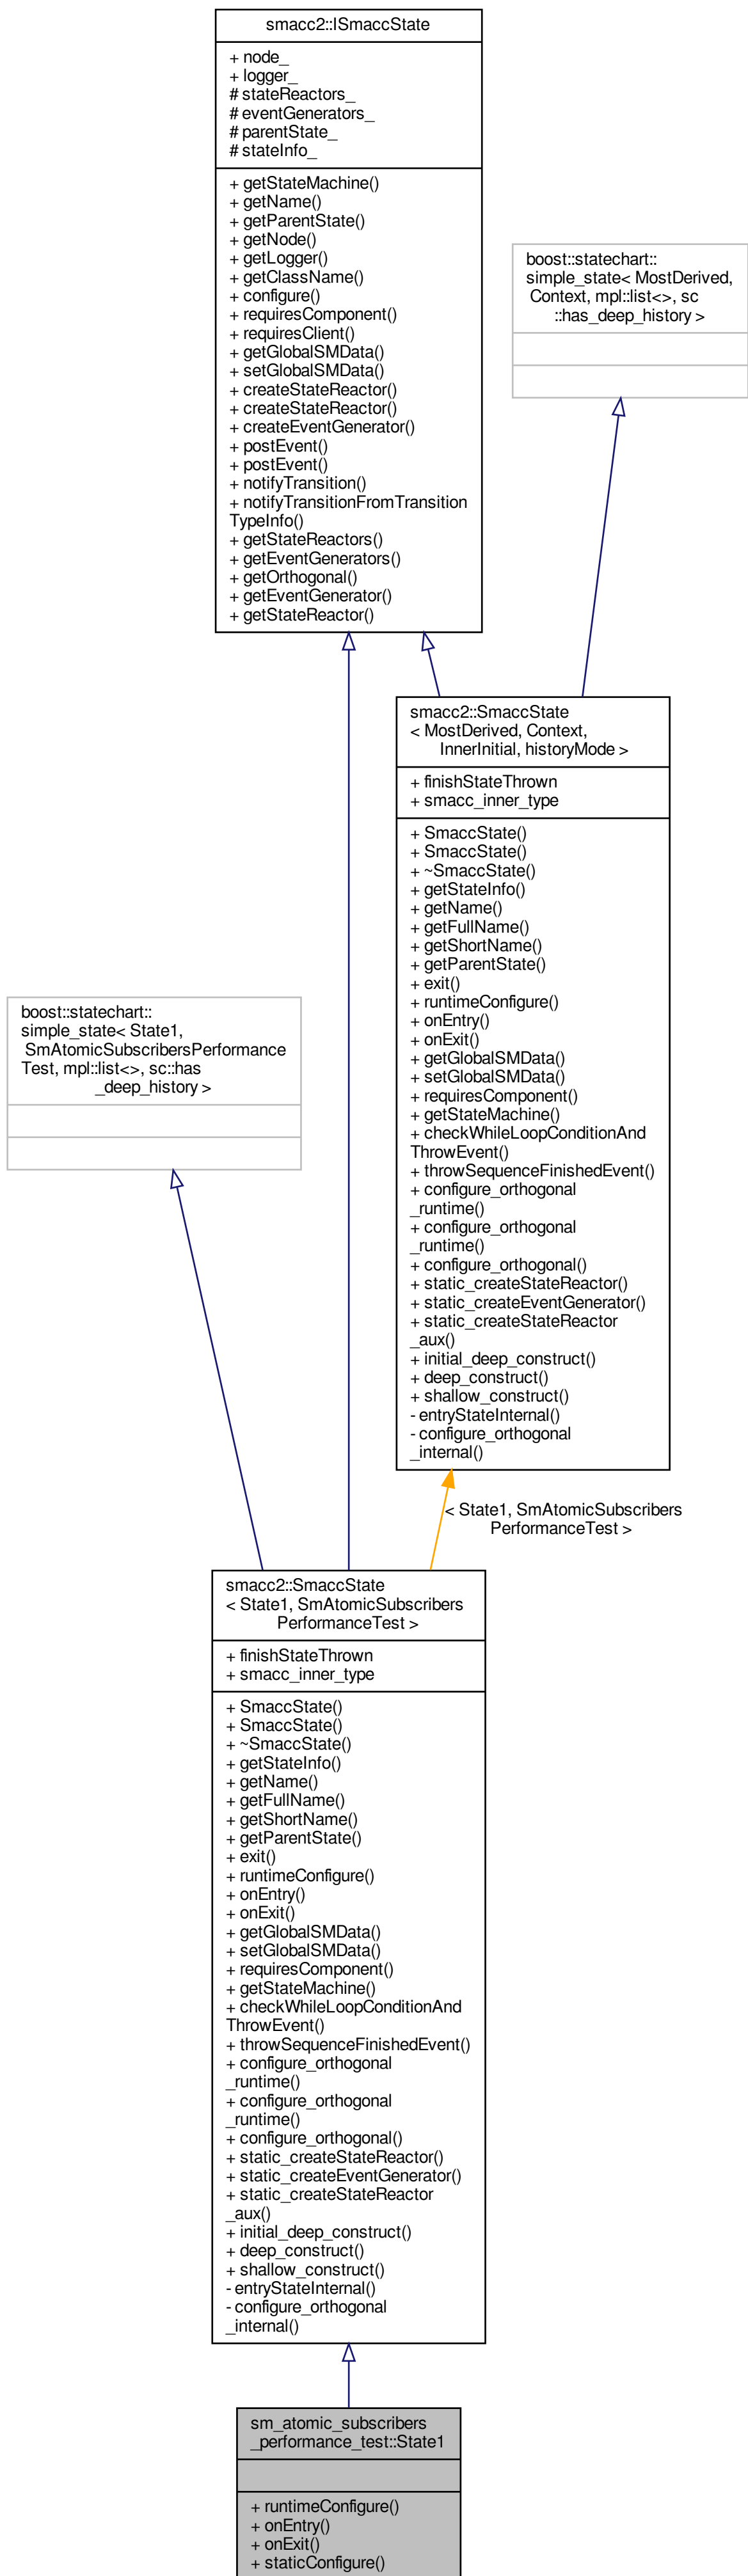 smacc2::ISmaccState
+ node_
+ logger_
# stateReactors_
# eventGenerators_
# parentState_
# stateInfo_
+ getStateMachine()
+ getName()
+ getParentState()
+ getNode()
+ getLogger()
+ getClassName()
+ configure()
+ requiresComponent()
+ requiresClient()
+ getGlobalSMData()
+ setGlobalSMData()
+ createStateReactor()
+ createStateReactor()
+ createEventGenerator()
+ postEvent()
+ postEvent()
+ notifyTransition()
+ notifyTransitionFromTransition
TypeInfo()
+ getStateReactors()
+ getEventGenerators()
+ getOrthogonal()
+ getEventGenerator()
+ getStateReactor()
boost::statechart::
simple_state< MostDerived,
Context, mpl::list<>, sc
::has_deep_history >
smacc2::SmaccState
< MostDerived, Context,
InnerInitial, historyMode >
+ finishStateThrown
+ smacc_inner_type
+ SmaccState()
+ SmaccState()
+ ~SmaccState()
+ getStateInfo()
+ getName()
+ getFullName()
+ getShortName()
+ getParentState()
+ exit()
+ runtimeConfigure()
+ onEntry()
+ onExit()
+ getGlobalSMData()
+ setGlobalSMData()
+ requiresComponent()
+ getStateMachine()
+ checkWhileLoopConditionAnd
ThrowEvent()
+ throwSequenceFinishedEvent()
+ configure_orthogonal
_runtime()
+ configure_orthogonal
_runtime()
+ configure_orthogonal()
+ static_createStateReactor()
+ static_createEventGenerator()
+ static_createStateReactor
_aux()
+ initial_deep_construct()
+ deep_construct()
+ shallow_construct()
- entryStateInternal()
- configure_orthogonal
_internal()
boost::statechart::
simple_state< State1,
SmAtomicSubscribersPerformance
Test, mpl::list<>, sc::has
_deep_history >
< State1, SmAtomicSubscribers
PerformanceTest >
smacc2::SmaccState
< State1, SmAtomicSubscribers
PerformanceTest >
+ finishStateThrown
+ smacc_inner_type
+ SmaccState()
+ SmaccState()
+ ~SmaccState()
+ getStateInfo()
+ getName()
+ getFullName()
+ getShortName()
+ getParentState()
+ exit()
+ runtimeConfigure()
+ onEntry()
+ onExit()
+ getGlobalSMData()
+ setGlobalSMData()
+ requiresComponent()
+ getStateMachine()
+ checkWhileLoopConditionAnd
ThrowEvent()
+ throwSequenceFinishedEvent()
+ configure_orthogonal
_runtime()
+ configure_orthogonal
_runtime()
+ configure_orthogonal()
+ static_createStateReactor()
+ static_createEventGenerator()
+ static_createStateReactor
_aux()
+ initial_deep_construct()
+ deep_construct()
+ shallow_construct()
- entryStateInternal()
- configure_orthogonal
_internal()
sm_atomic_subscribers
_performance_test::State1
+ runtimeConfigure()
+ onEntry()
+ onExit()
+ staticConfigure()